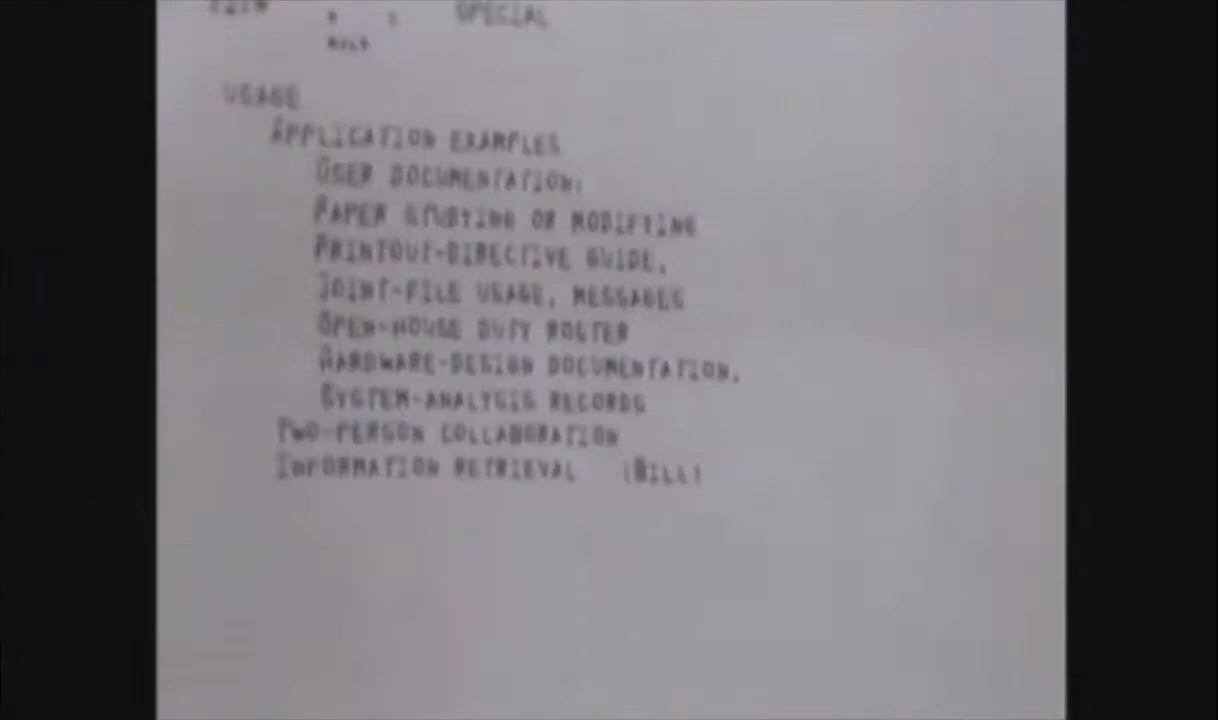 SPECIAL
USAGE
APPLICATION EXAMPLES
USER DOCUMENTATION:
PAPER STUDYING OR MODIFYING
PRINTOUT-DIRECTIVE GUIDE,
JOINT-FILE USAGE, MESSAGES
OPEN-HOUSE DUTY ROSTER
HARDWARE-DESIGN DOCUMENTATION,
SYSTEM-ANALYSIS RECORDS
TWO-PERSON COLLABORATION
INFORMATION RETRIEVAL (BILL)